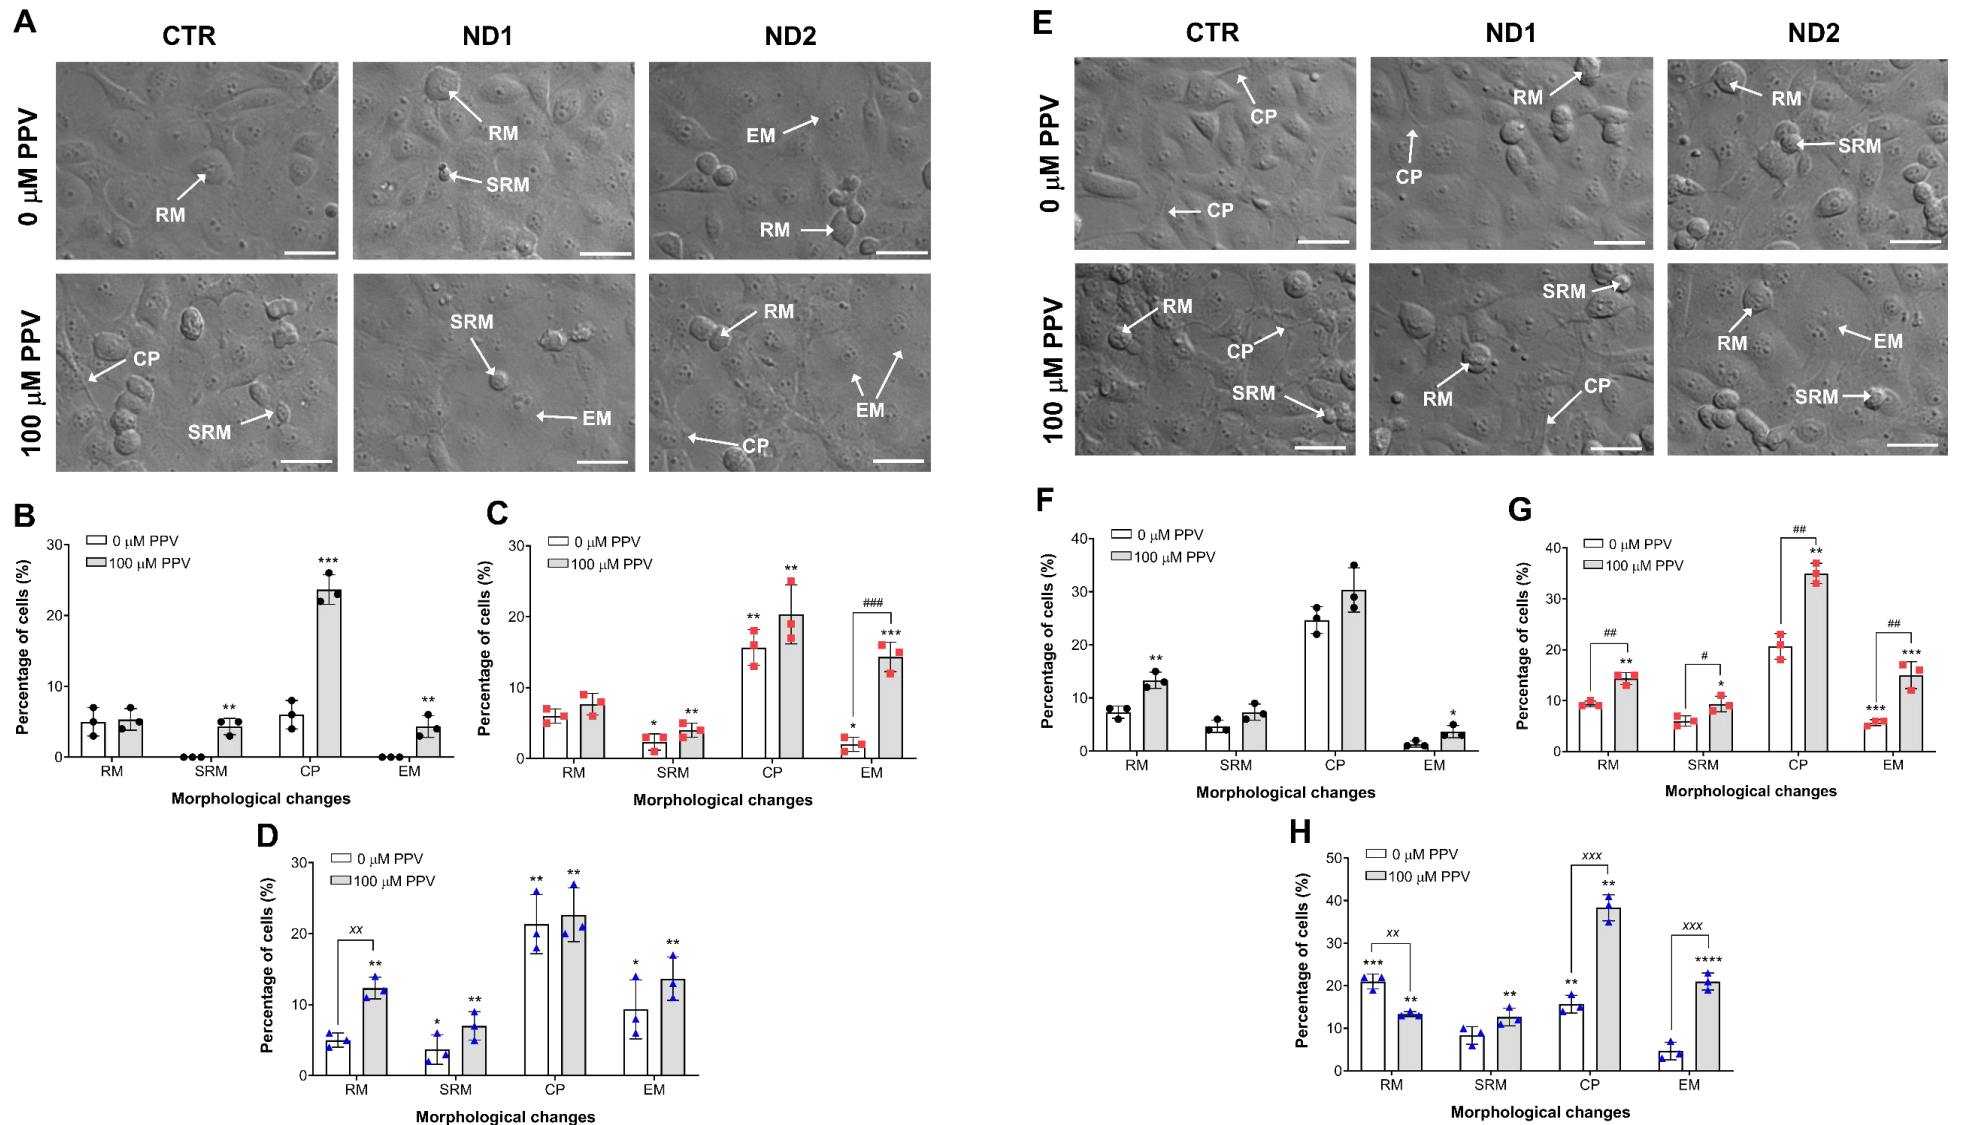 A
CTR
ND1
ND2
0 μM PPV
RM
RM
SRM
EM
RM
100 μM PPV
CP
SRM
SRM
EM
RM
EM
CP
B
0 μM PPV
100 μM PPV
Percentage of cells (%)
30
20
10
0
**
***
**
RM
SRM
CP
EM
Morphological changes
C
0 μM PPV
100 μM PPV
Percentage of cells (%)
30
20
10
0
*
**
**
**
*
###
***
RM
SRM
CP
EM
Morphological changes
D
0 μM PPV
100 μM PPV
Percentage of cells (%)
30
20
10
0
xx
**
*
**
**
**
*
**
RM
SRM
CP
EM
Morphological changes
E
CTR
ND1
ND2
0 μM PPV
CP
CP
RM
CP
RM
SRM
100 μM PPV
RM
CP
SRM
SRM
RM
CP
RM
EM
SRM
F
0 μM PPV
100 μM PPV
Percentage of cells (%)
40
30
20
10
0
**
*
RM
SRM
CP
EM
Morphological changes
G
0 μM PPV
100 μM PPV
Percentage of cells (%)
40
30
20
10
0
##
**
#
*
##
**
***
##
***
RM
SRM
CP
EM
Morphological changes
H
0 μM PPV
100 μM PPV
Percentage of cells (%)
50
40
30
20
10
0
***
xx
**
**
**
xxx
**
xxx
****
RM
SRM
CP
EM
Morphological changes